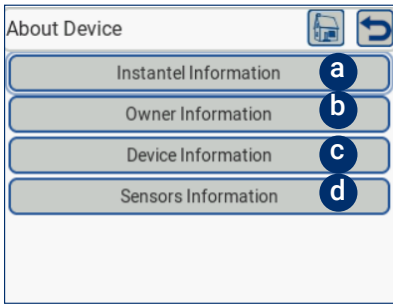 About Device
Instantel Information a
Owner Information b
Device Information c
Sensors Information d